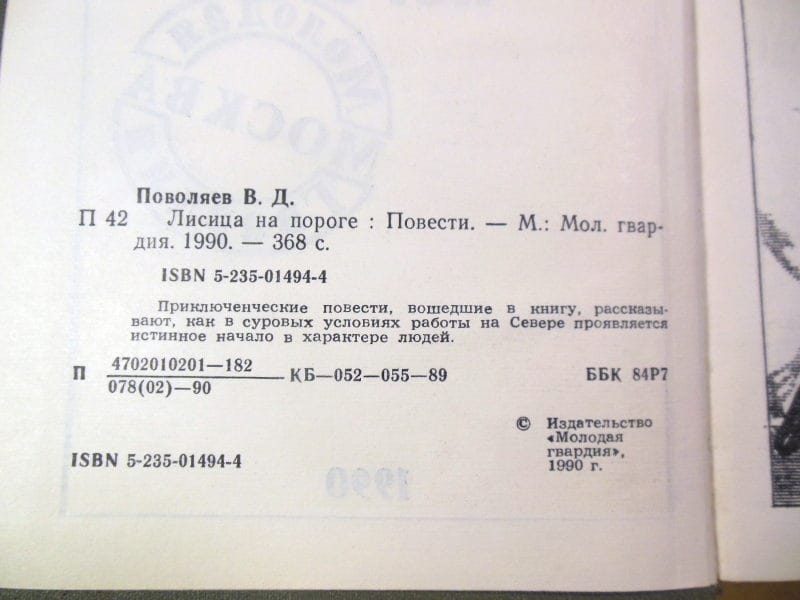 Поволяев В. Д.
П 42 Лисица на пороге : Повести. — М.: Мол. гвар-
дия. 1990. — 368 с.
ISBN 5-235-01494-4
Приключенческие повести, вошедшие в книгу, рассказы-
вают, как в суровых условиях работы на Севере проявляется
истинное начало в характере людей.
П 4702010201—182 КБ—052—055—89 ББК 84Р7
078(02)—90
© Издательство
«Молодая
гвардия»,
1990 г.
ISBN 5-235-01494-4
МОСКВА
1990